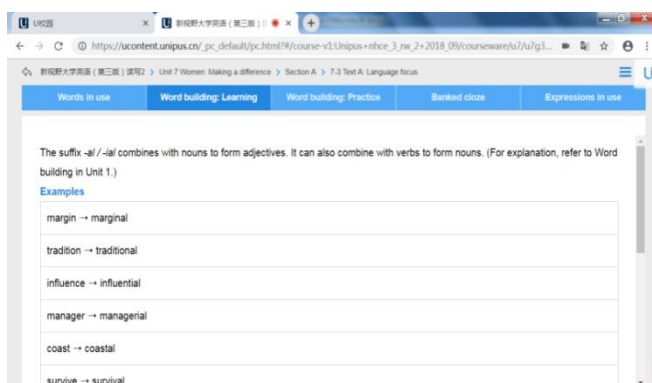 U校园
新视野大学英语（第三版）
https://ucontent.unipus.cn/_pc_default/pc.html?#/course-v1:Unipus+nhce_3_rw_2+2018_09/courseware/u7/u7g3...
新视野大学英语（第三版）读写2 > Unit 7 Women: Making a difference > Section A > 7-3 Text A: Language focus
Words in use
Word building: Learning
Word building: Practice
Banked cloze
Expressions in use
The suffix -al / -ial combines with nouns to form adjectives. It can also combine with verbs to form nouns. (For explanation, refer to Word
building in Unit 1.)
Examples
margin → marginal
tradition → traditional
influence → influential
manager → managerial
coast → coastal
survive → survival